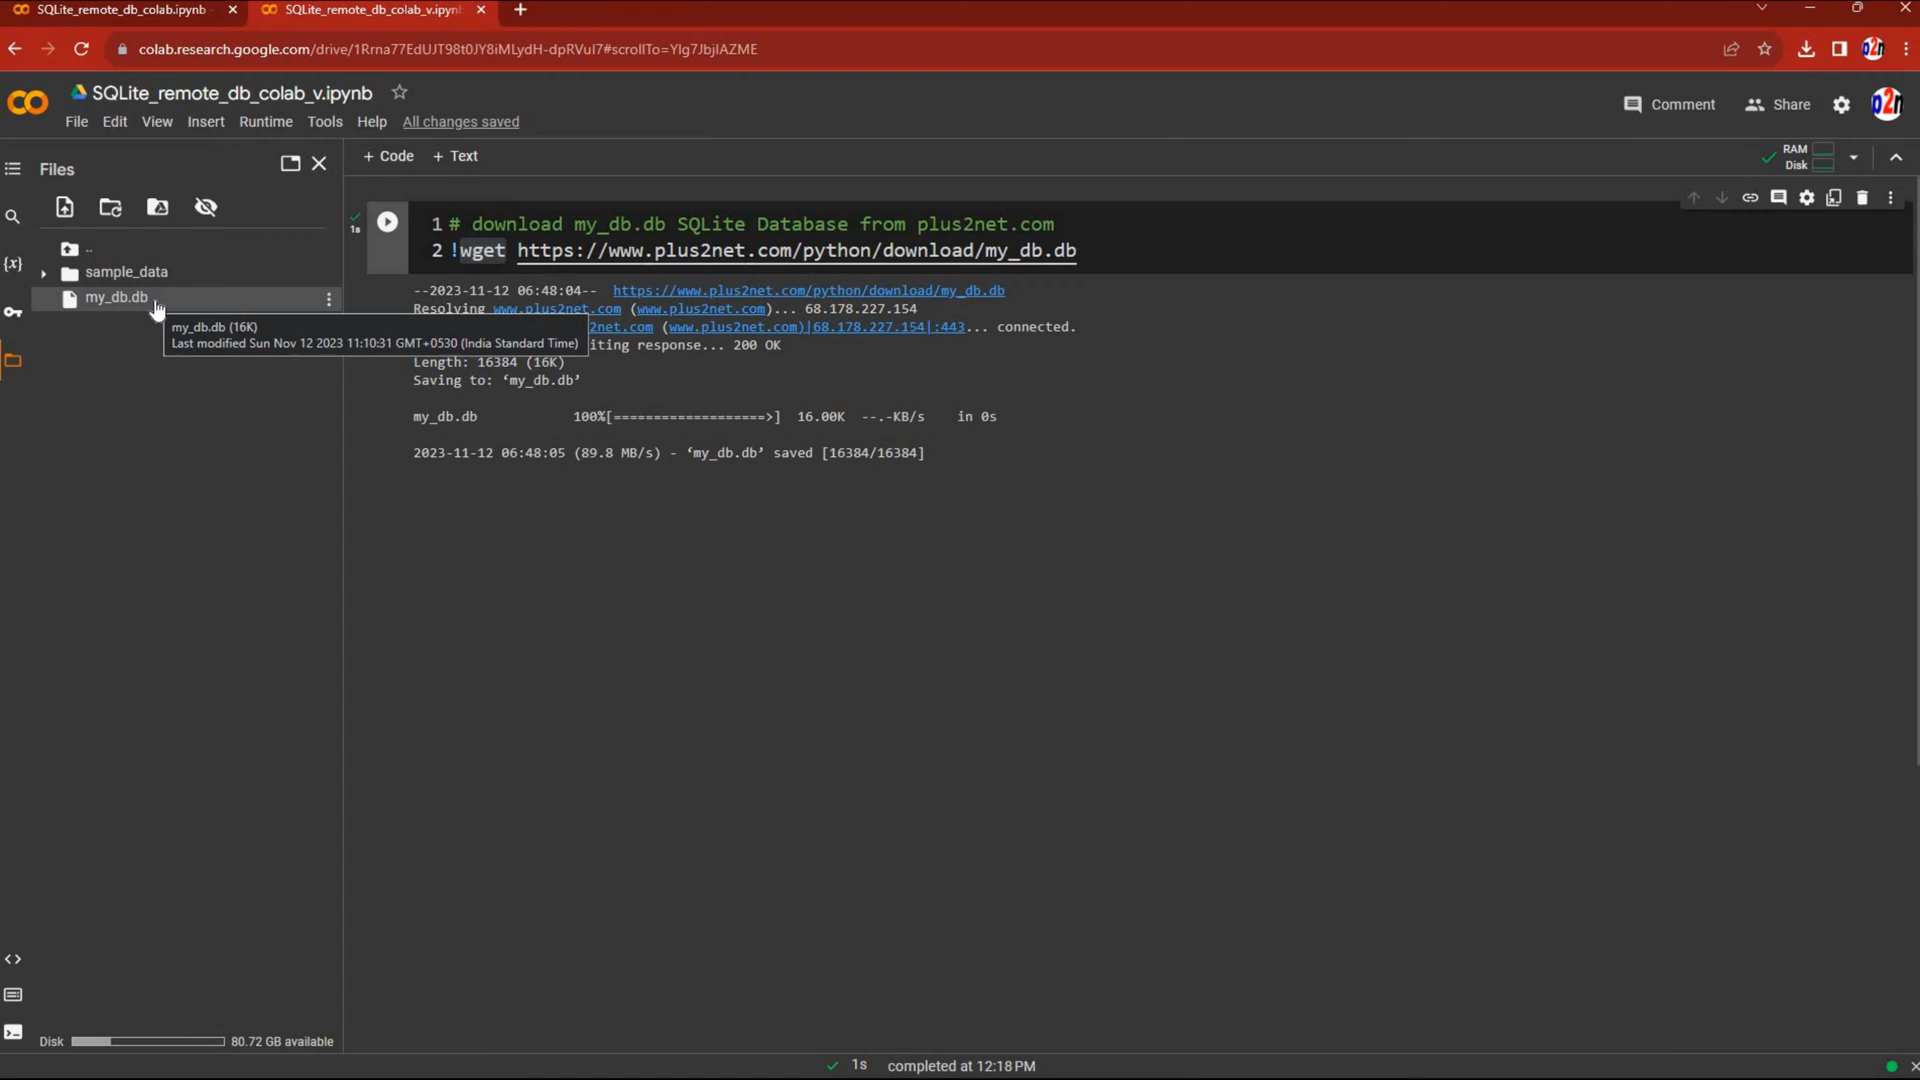 SQLite_remote_db_colab.ipynb
SQLite_remote_db_colab_v.ipyn
colab.research.google.com/drive/1Rrna77EdUJT98t0JY8iMLydH-dpRVuI7#scrollTo=YIg7JbjIAZME
SQLite_remote_db_colab_v.ipynb
Comment Share
File Edit View Insert Runtime Tools Help All changes saved
Files
+ Code + Text
RAM
Disk
..
sample_data
my_db.db
my_db.db (16K)
Last modified Sun Nov 12 2023 11:10:31 GMT+0530 (India Standard Time)
1s
1 # download my_db.db SQLite Database from plus2net.com
2 !wget https://www.plus2net.com/python/download/my_db.db
--2023-11-12 06:48:04-- https://www.plus2net.com/python/download/my_db.db
Resolving www.plus2net.com (www.plus2net.com)... 68.178.227.154
2net.com (www.plus2net.com)|68.178.227.154|:443... connected.
iting response... 200 OK
Length: 16384 (16K)
Saving to: ‘my_db.db’
my_db.db 100%[===================>] 16.00K --.-KB/s in 0s
2023-11-12 06:48:05 (89.8 MB/s) - ‘my_db.db’ saved [16384/16384]
Disk 80.72 GB available
1s completed at 12:18 PM